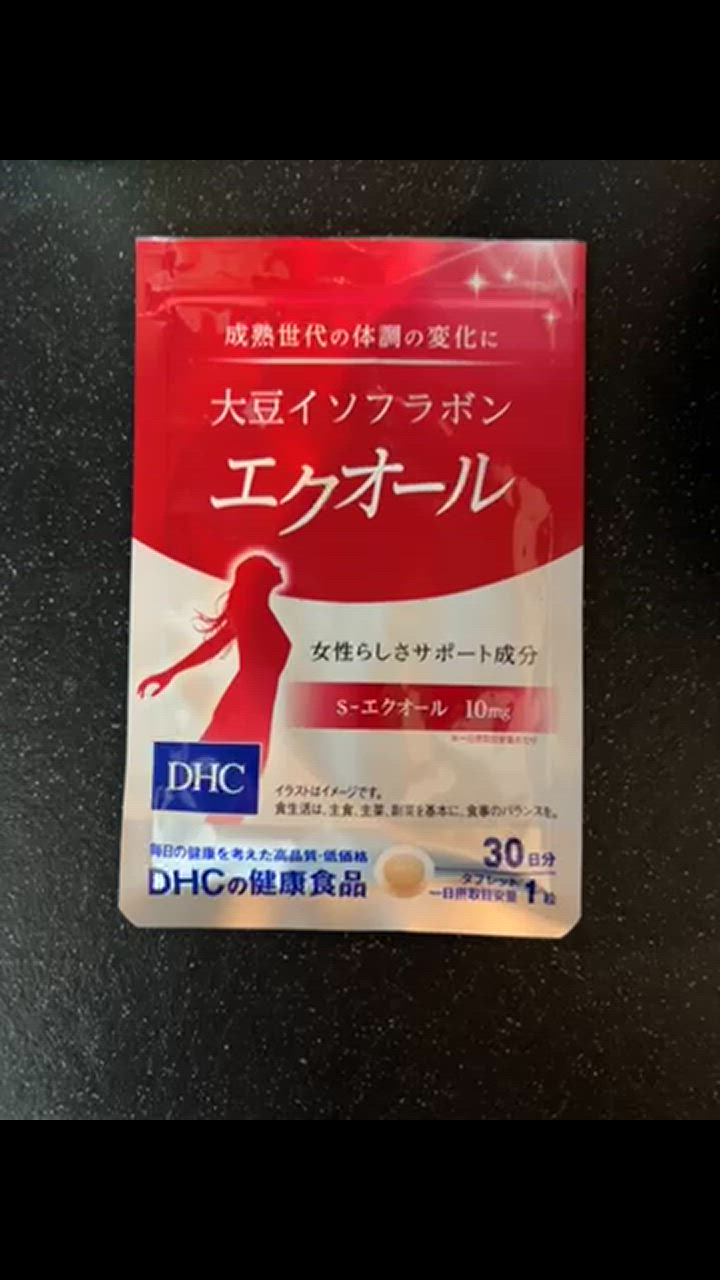 成熟世代の体調の変化に
大豆イソフラボン
エクオール
女性らしさサポート成分
S-エクオール 10mg
DHC
イラストはイメージです。
食生活は、主食、主菜、副菜を基本に、食事のバランスを。
毎日の健康を考えた高品質・低価格
DHCの健康食品
30日分
タブレット
一日摂取目安量 1粒